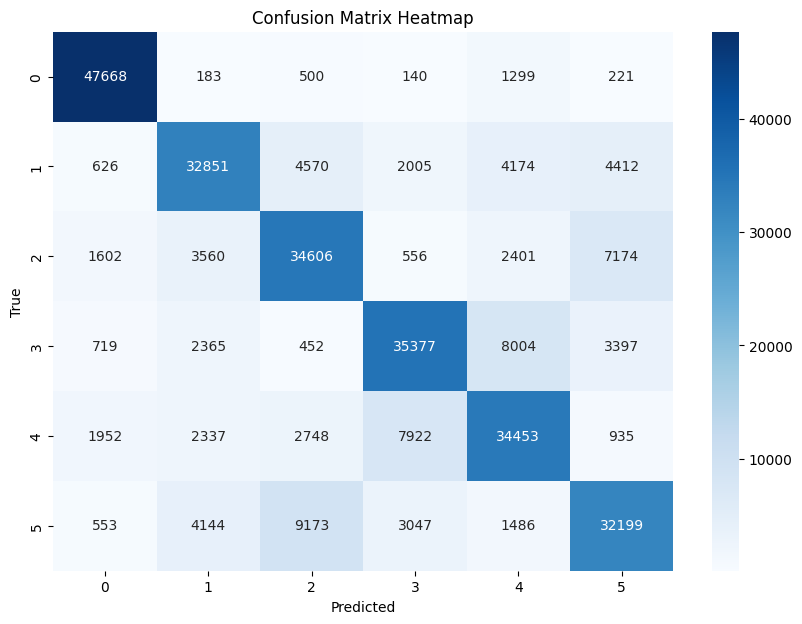 Confusion Matrix Heatmap
0 47668 183 500 140 1299 221
1 626 32851 4570 2005 4174 4412
2 1602 3560 34606 556 2401 7174
3 719 2365 452 35377 8004 3397
4 1952 2337 2748 7922 34453 935
5 553 4144 9173 3047 1486 32199
0 1 2 3 4 5
True
Predicted
40000
30000
20000
10000